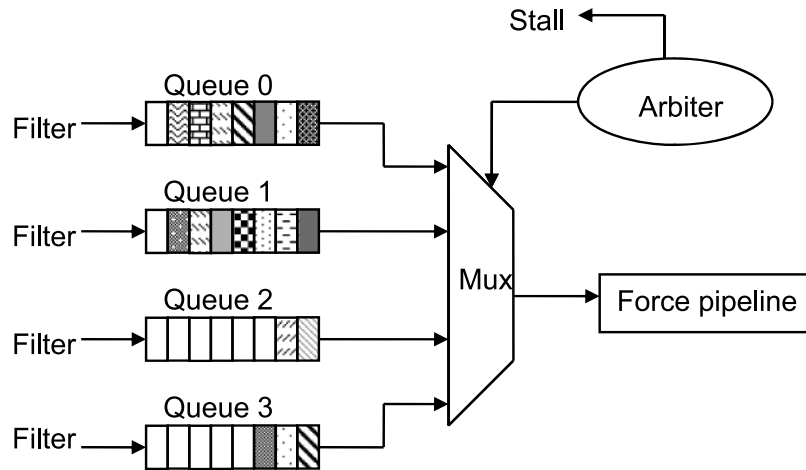 Stall
Queue 0
Arbiter
Filter
Queue 1
Filter
Mux
Queue 2
Force pipeline
Filter
Queue 3
Filter